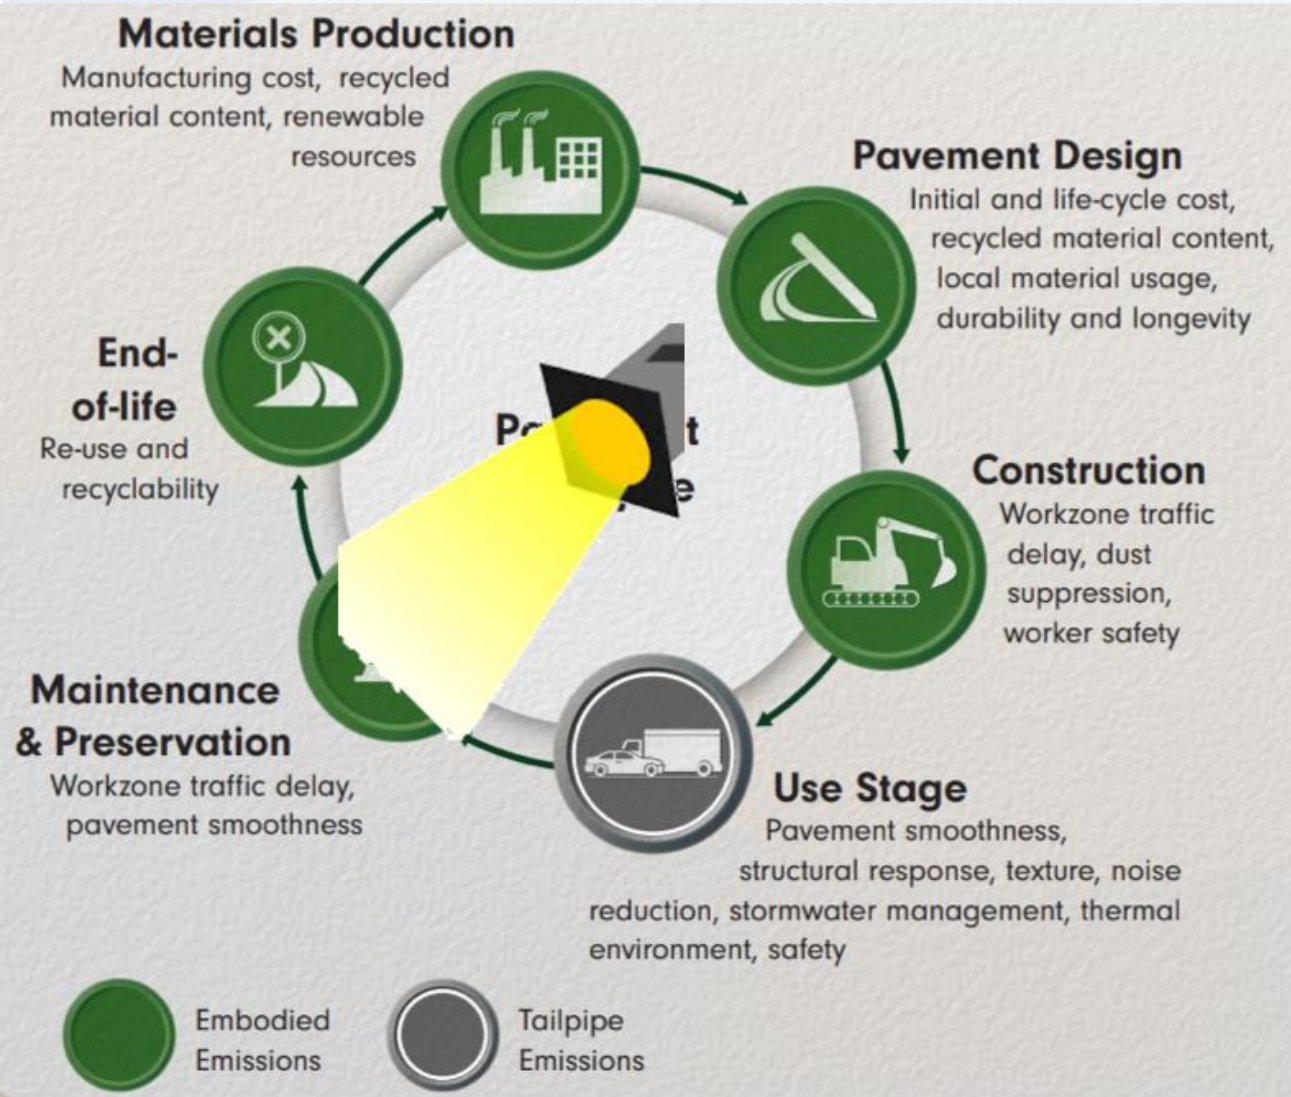 Materials Production
Manufacturing cost, recycled
material content, renewable
resources
Pavement Design
Initial and life-cycle cost,
recycled material content,
local material usage,
durability and longevity
End-
of-life
Re-use and
recyclability
Construction
Workzone traffic
delay, dust
suppression,
worker safety
Maintenance
& Preservation
Workzone traffic delay,
pavement smoothness
Use Stage
Pavement smoothness,
structural response, texture, noise
reduction, stormwater management, thermal
environment, safety
Embodied
Emissions
Tailpipe
Emissions